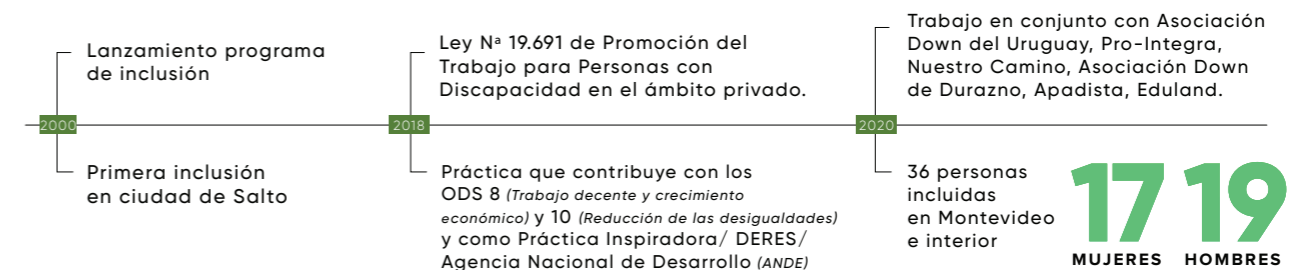 Lanzamiento programa
de inclusión
2000
Primera inclusión
en ciudad de Salto
Ley Nª 19.691 de Promoción del
Trabajo para Personas con
Discapacidad en el ámbito privado.
2018
Práctica que contribuye con los
ODS 8 (Trabajo decente y crecimiento
económico) y 10 (Reducción de las desigualdades)
y como Práctica Inspiradora/ DERES/
Agencia Nacional de Desarrollo (ANDE)
Trabajo en conjunto con Asociación
Down del Uruguay, Pro-Integra,
Nuestro Camino, Asociación Down
de Durazno, Apadista, Eduland.
2020
36 personas
incluidas
en Montevideo
e interior
17 19
MUJERES HOMBRES